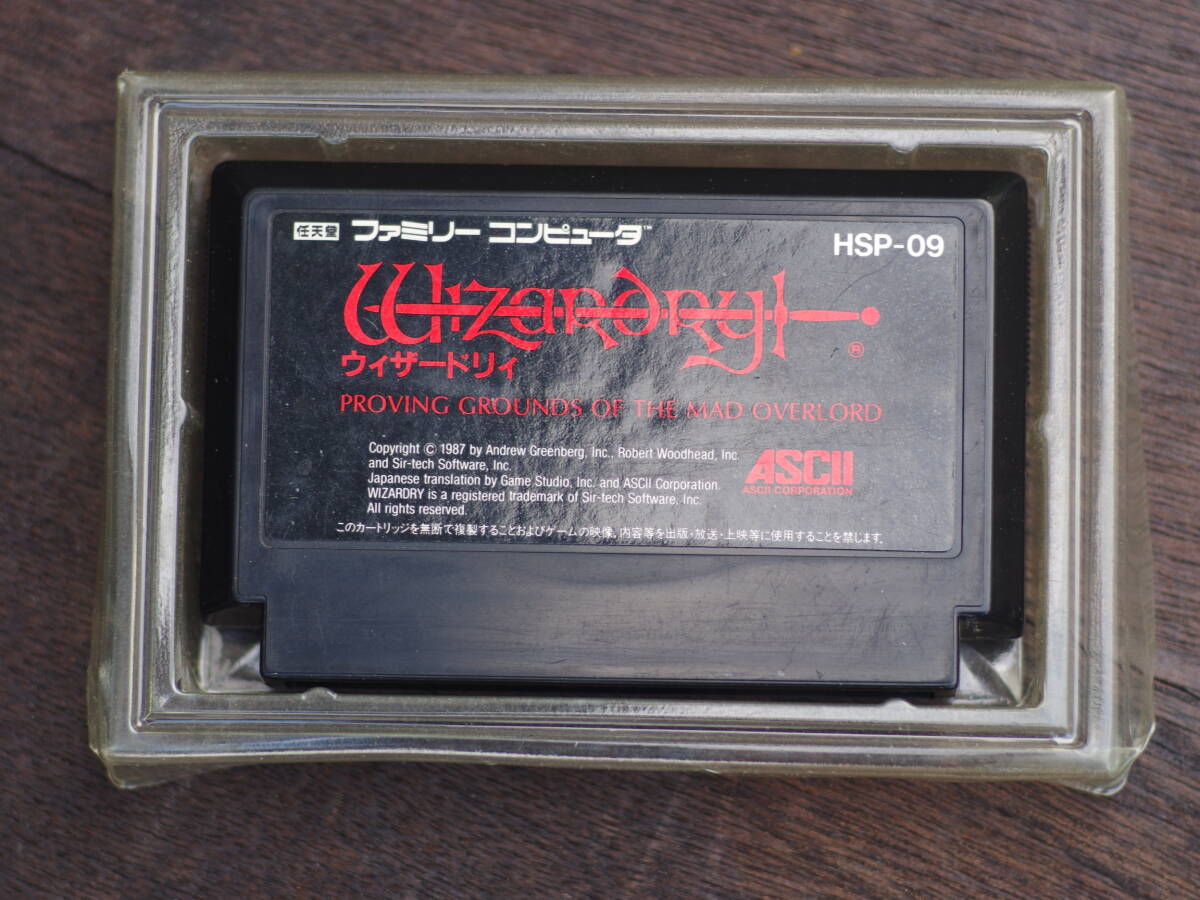 任天堂 ファミリー コンピュータ™
HSP-09
Wizardry
®
ウィザードリィ
PROVING GROUNDS OF THE MAD OVERLORD
Copyright © 1987 by Andrew Greenberg, Inc., Robert Woodhead, Inc.
and Sir-tech Software, Inc.
Japanese translation by Game Studio, Inc. and ASCII Corporation.
WIZARDRY is a registered trademark of Sir-tech Software. Inc.
All rights reserved.
ASCII
ASCII CORPORATION
このカートリッジを無断で複製することおよびゲームの映像、内容等を出版・放送・上映等に使用することを禁じます。